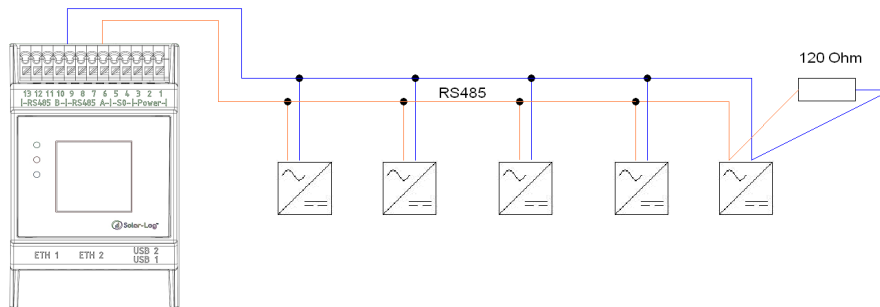 120 Ohm
RS485
13 12 11 10 9 8 7 6 5 4 3 2 1
|-RS485 B-|-RS485 A-|-S0-|-Power-|
Solar-Log™
ETH 1 ETH 2 USB 2
USB 1